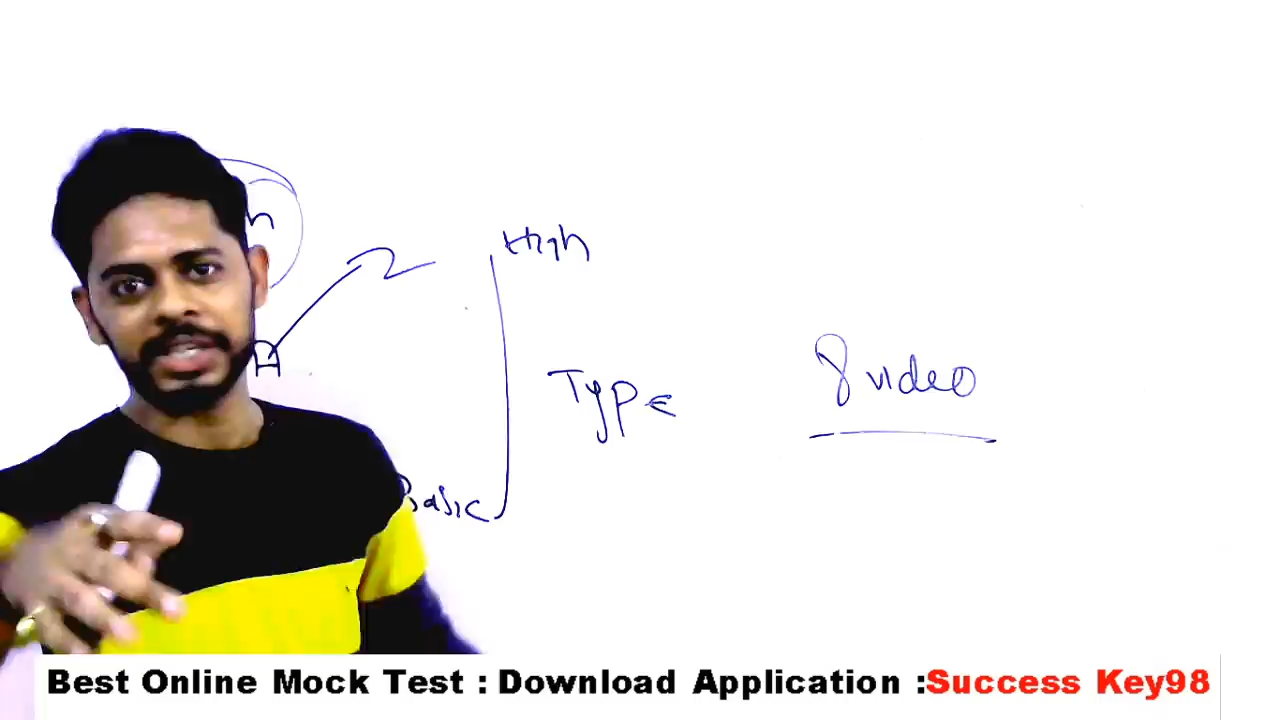 High
Type
8 video
Basic
Best Online Mock Test : Download Application :Success Key98